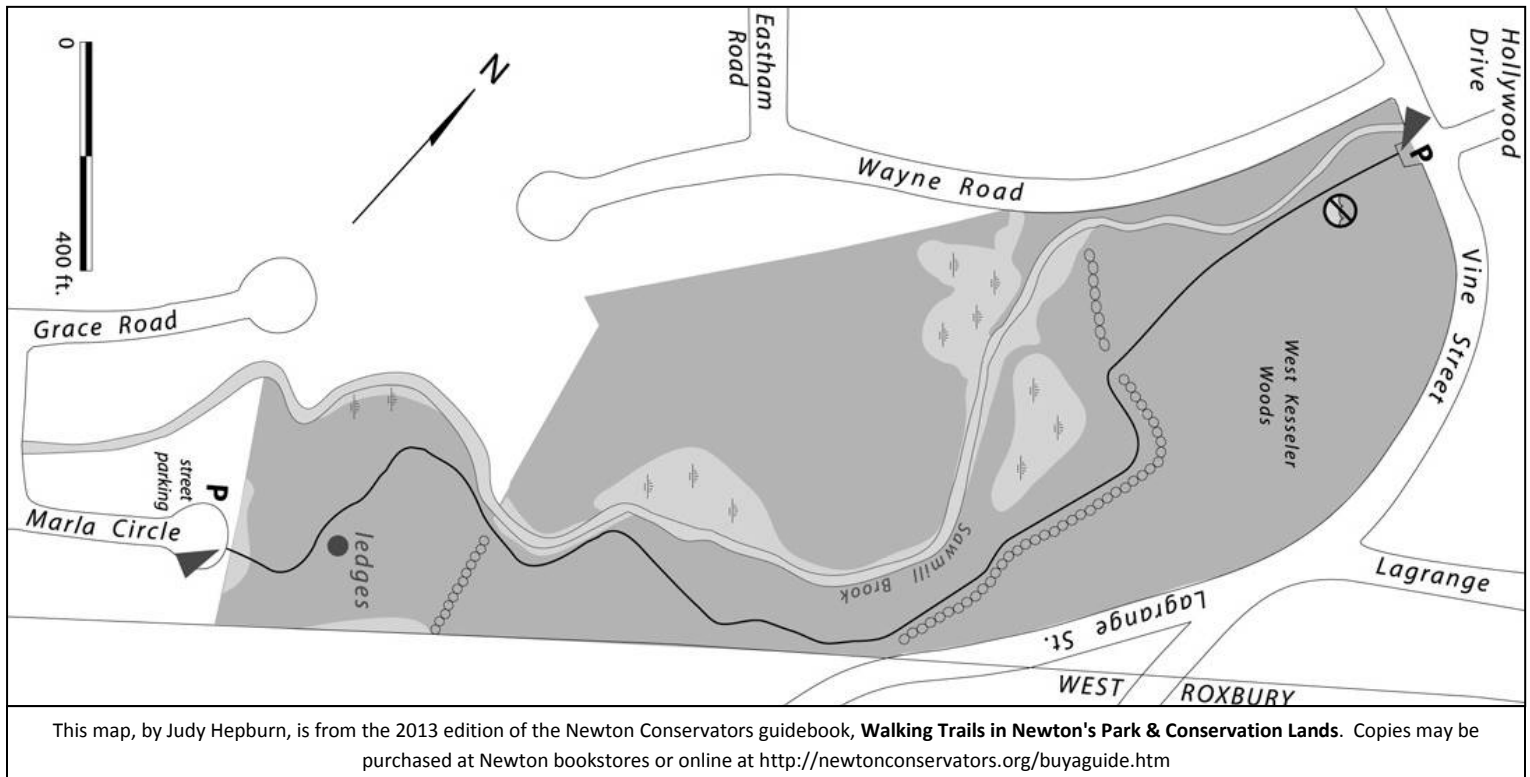 Hollywood
Drive
Eastham
Road
N
0
400 ft.
Wayne Road
P
Vine Street
Grace Road
West Kesseler
Woods
street
parking
P
Marla Circle
ledges
Sawmill Brook
Lagrange
Lagrange St.
WEST ROXBURY
This map, by Judy Hepburn, is from the 2013 edition of the Newton Conservators guidebook, Walking Trails in Newton's Park & Conservation Lands. Copies may be
purchased at Newton bookstores or online at http://newtonconservators.org/buyaguide.htm